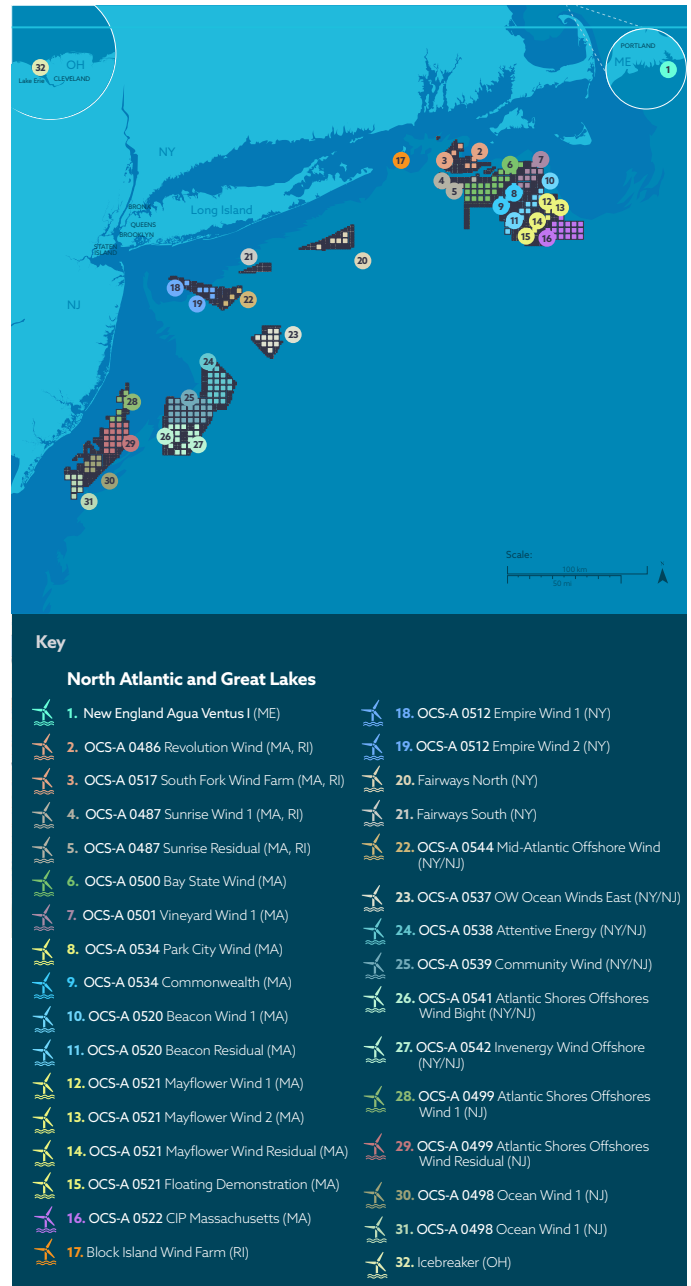 32
OH
Lake Erie
CLEVELAND
PORTLAND
ME
1
NY
17
3
2
6
7
4
5
8
10
9
12
13
11
14
15
16
Long Island
BRONX
QUEENS
BROOKLYN
STATEN
ISLAND
21
20
18
19
22
NJ
23
24
25
28
26
27
29
30
31
Scale:
100 km
50 mi
Key
North Atlantic and Great Lakes
1. New England Agua Ventus I (ME)
2. OCS-A 0486 Revolution Wind (MA, RI)
3. OCS-A 0517 South Fork Wind Farm (MA, RI)
4. OCS-A 0487 Sunrise Wind 1 (MA, RI)
5. OCS-A 0487 Sunrise Residual (MA, RI)
6. OCS-A 0500 Bay State Wind (MA)
7. OCS-A 0501 Vineyard Wind 1 (MA)
8. OCS-A 0534 Park City Wind (MA)
9. OCS-A 0534 Commonwealth (MA)
10. OCS-A 0520 Beacon Wind 1 (MA)
11. OCS-A 0520 Beacon Residual (MA)
12. OCS-A 0521 Mayflower Wind 1 (MA)
13. OCS-A 0521 Mayflower Wind 2 (MA)
14. OCS-A 0521 Mayflower Wind Residual (MA)
15. OCS-A 0521 Floating Demonstration (MA)
16. OCS-A 0522 CIP Massachusetts (MA)
17. Block Island Wind Farm (RI)
18. OCS-A 0512 Empire Wind 1 (NY)
19. OCS-A 0512 Empire Wind 2 (NY)
20. Fairways North (NY)
21. Fairways South (NY)
22. OCS-A 0544 Mid-Atlantic Offshore Wind
(NY/NJ)
23. OCS-A 0537 OW Ocean Winds East (NY/NJ)
24. OCS-A 0538 Attentive Energy (NY/NJ)
25. OCS-A 0539 Community Wind (NY/NJ)
26. OCS-A 0541 Atlantic Shores Offshores
Wind Bight (NY/NJ)
27. OCS-A 0542 Invenergy Wind Offshore
(NY/NJ)
28. OCS-A 0499 Atlantic Shores Offshores
Wind 1 (NJ)
29. OCS-A 0499 Atlantic Shores Offshores
Wind Residual (NJ)
30. OCS-A 0498 Ocean Wind 1 (NJ)
31. OCS-A 0498 Ocean Wind 1 (NJ)
32. Icebreaker (OH)